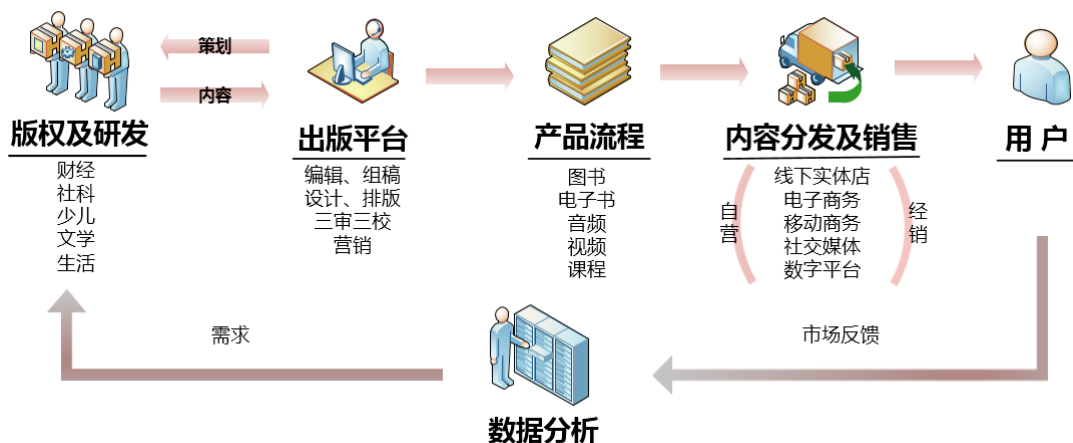 策划
内容
版权及研发
财经
社科
少儿
文学
生活
出版平台
编辑、组稿
设计、排版
三审三校
营销
产品流程
图书
电子书
音频
视频
课程
内容分发及销售
自营
线下实体店
电子商务
移动商务
社交媒体
数字平台
经销
用户
需求
市场反馈
数据分析